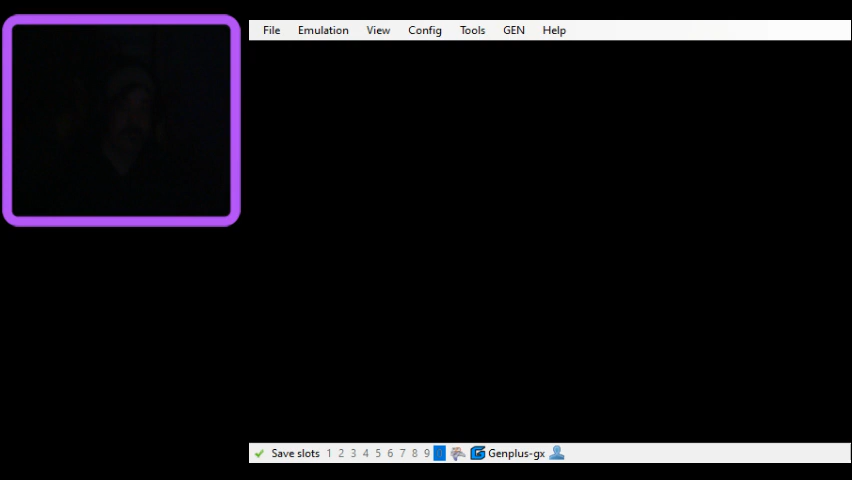 File Emulation View Config Tools GEN Help
Save slots 1 2 3 4 5 6 7 8 9 0 Genplus-gx